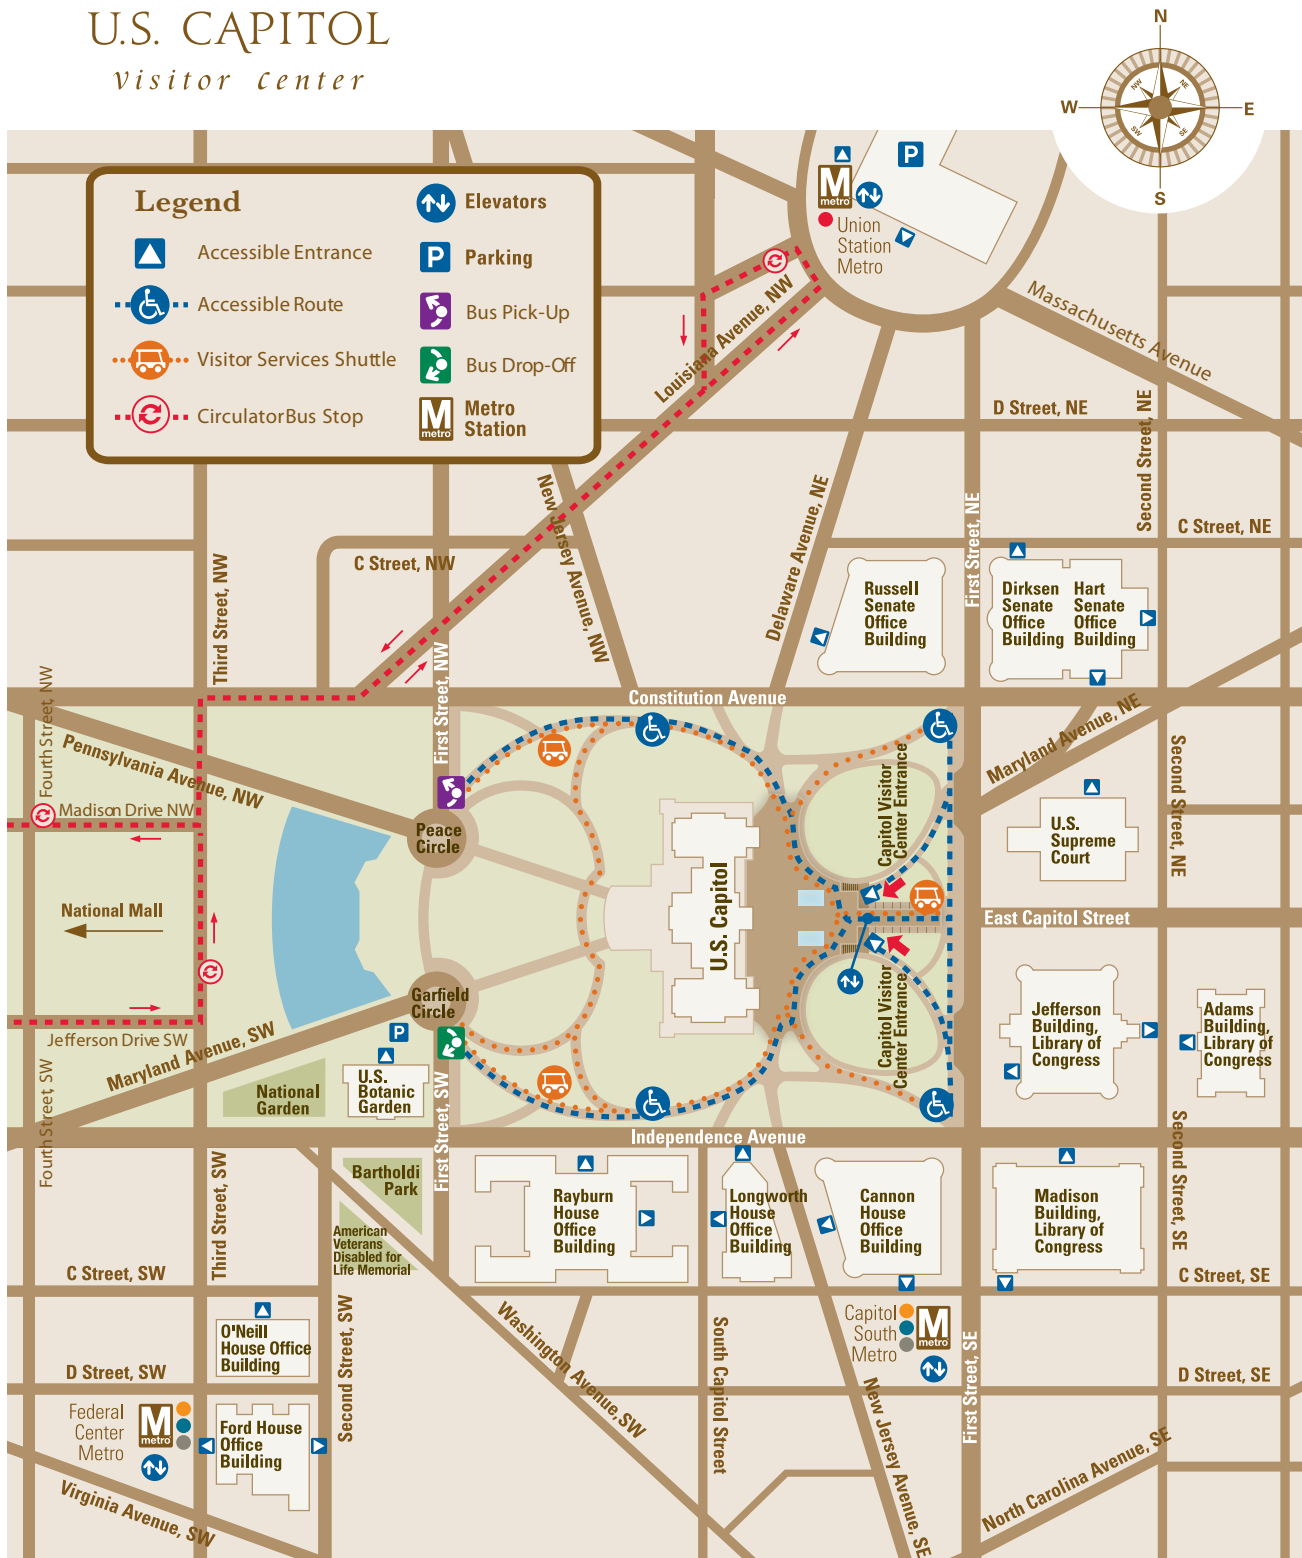 U.S. CAPITOL
visitor center
N
NW
NE
W
E
SW
SE
S
Legend
Accessible Entrance
Accessible Route
Visitor Services Shuttle
Circulator Bus Stop
Elevators
P
Parking
Bus Pick-Up
Bus Drop-Off
M
metro
Metro
Station
P
M
metro
Union
Station
Metro
Massachusetts Avenue
Louisiana Avenue, NW
D Street, NE
Second Street, NE
C Street, NE
New Jersey Avenue, NW
Delaware Avenue, NE
First Street, NE
C Street, NW
Third Street, NW
Russell
Senate
Office
Building
Dirksen
Senate
Office
Building
Hart
Senate
Office
Building
First Street, NW
Fourth Street, NW
Constitution Avenue
Maryland Avenue, NE
Pennsylvania Avenue, NW
Madison Drive NW
Second Street, NE
Peace
Circle
Capitol Visitor
Center Entrance
U.S.
Supreme
Court
U.S. Capitol
National Mall
East Capitol Street
Garfield
Circle
Capitol Visitor
Center Entrance
Jefferson
Building,
Library of
Congress
Adams
Building,
Library of
Congress
Jefferson Drive SW
Maryland Avenue, SW
P
U.S.
Botanic
Garden
National
Garden
Fourth Street, SW
First Street, SW
Independence Avenue
Second Street, SE
Third Street, SW
Bartholdi
Park
American
Veterans
Disabled for
Life Memorial
Rayburn
House
Office
Building
Longworth
House
Office
Building
Cannon
House
Office
Building
Madison
Building,
Library of
Congress
C Street, SW
C Street, SE
O'Neill
House Office
Building
Second Street, SW
Washington Avenue, SW
South Capitol Street
Capitol
South
Metro
M
metro
First Street, SE
D Street, SW
D Street, SE
Federal
Center
Metro
M
metro
Ford House
Office
Building
New Jersey Avenue, SE
North Carolina Avenue, SE
Virginia Avenue, SW